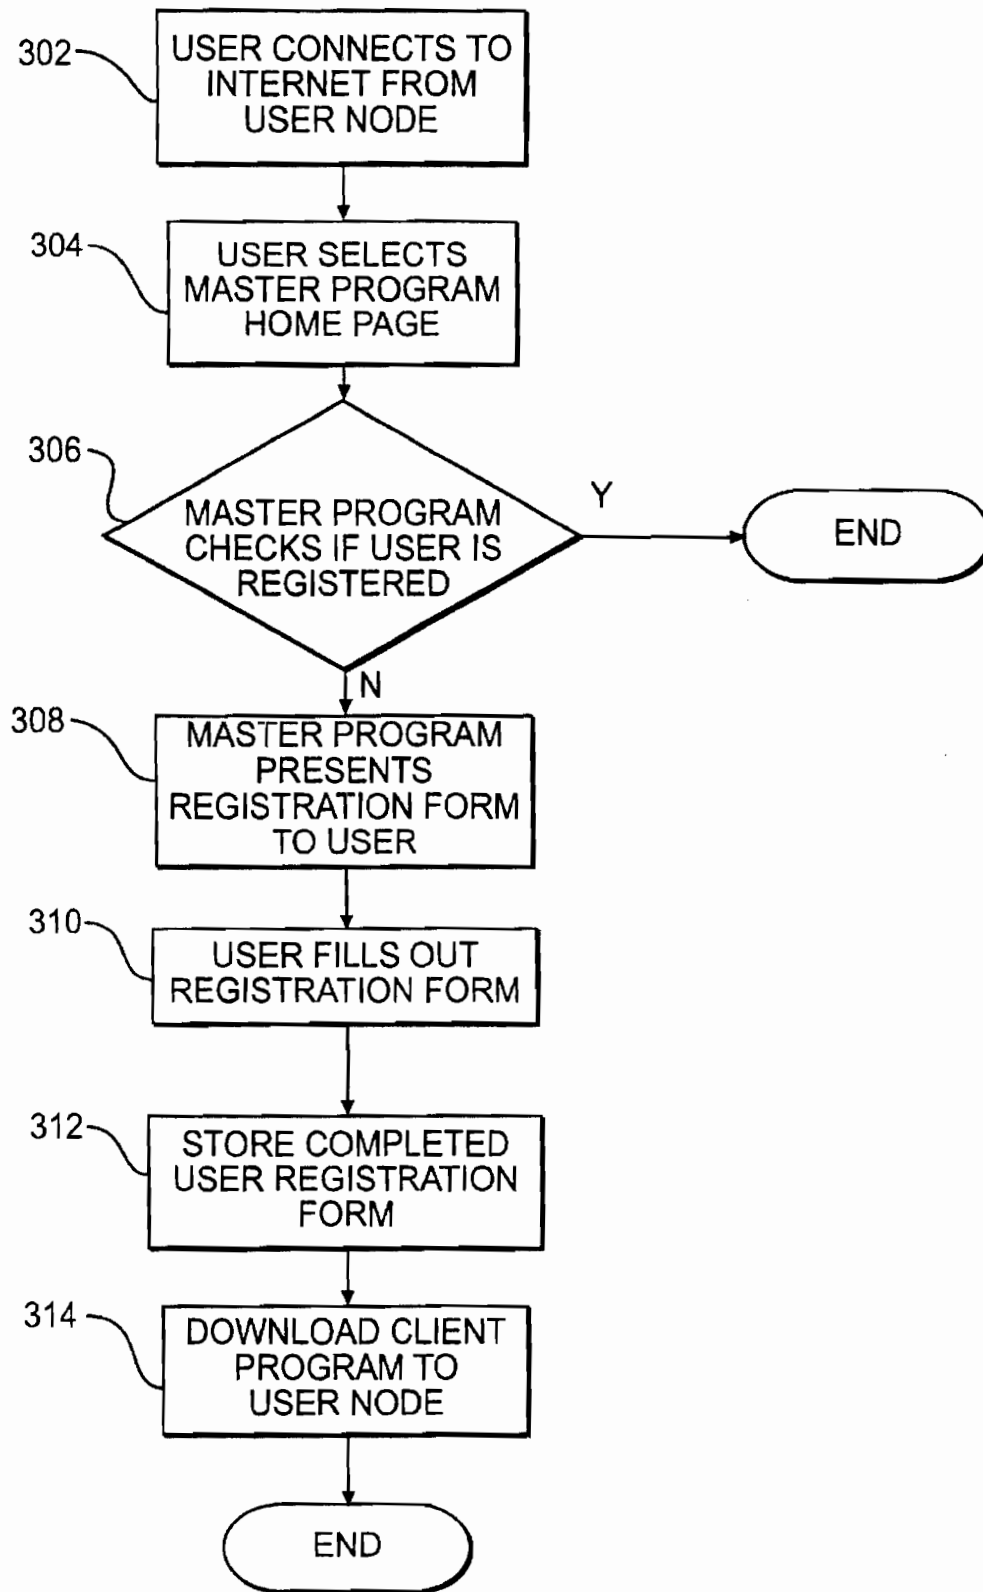 302
USER CONNECTS TO
INTERNET FROM
USER NODE
304
USER SELECTS
MASTER PROGRAM
HOME PAGE
306
MASTER PROGRAM
CHECKS IF USER IS
REGISTERED
Y
END
N
308
MASTER PROGRAM
PRESENTS
REGISTRATION FORM
TO USER
310
USER FILLS OUT
REGISTRATION FORM
312
STORE COMPLETED
USER REGISTRATION
FORM
314
DOWNLOAD CLIENT
PROGRAM TO
USER NODE
END